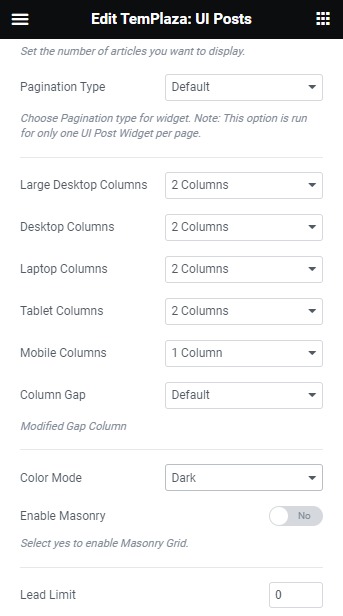 Edit TemPlaza: UI Posts
Set the number of articles you want to display.
Pagination Type Default
Choose Pagination type for widget. Note: This option is run
for only one UI Post Widget per page.
Large Desktop Columns 2 Columns
Desktop Columns 2 Columns
Laptop Columns 2 Columns
Tablet Columns 2 Columns
Mobile Columns 1 Column
Column Gap Default
Modified Gap Column
Color Mode Dark
Enable Masonry No
Select yes to enable Masonry Grid.
Lead Limit 0